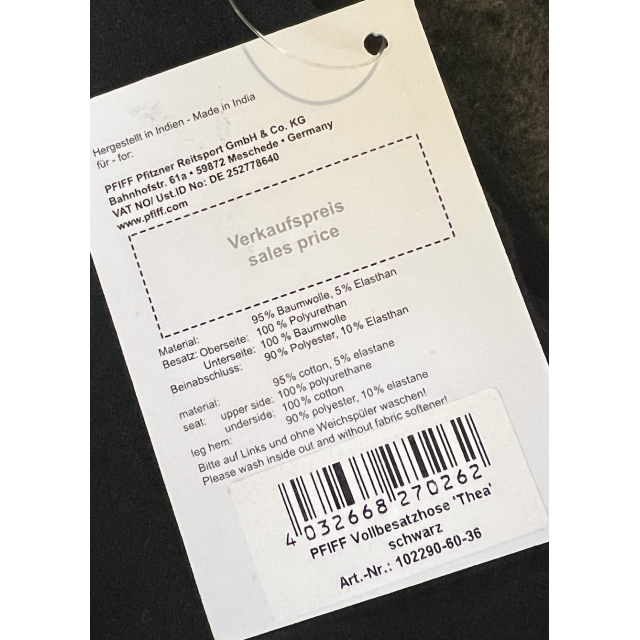 Hergestellt in Indien - Made in India
für - for:
PFIFF Pfitzner Reitsport GmbH & Co. KG
Bahnhofstr. 61a • 59872 Meschede • Germany
VAT NO/ Ust.ID No: DE 252778640
www.pfiff.com
Verkaufspreis
sales price
Material: 95% Baumwolle, 5% Elasthan
Besatz: Oberseite: 100 % Polyurethan
Unterseite: 100 % Baumwolle
Beinabschluss: 90% Polyester, 10% Elasthan
material: 95% cotton, 5% elastane
seat: upper side: 100% polyurethane
underside: 100% cotton
leg hem: 90% polyester, 10% elastane
Bitte auf Links und ohne Weichspüler waschen!
Please wash inside out and without fabric softener!
4 032668 270262
PFIFF Vollbesatzhose 'Thea'
schwarz
Art.-Nr.: 102290-60-36